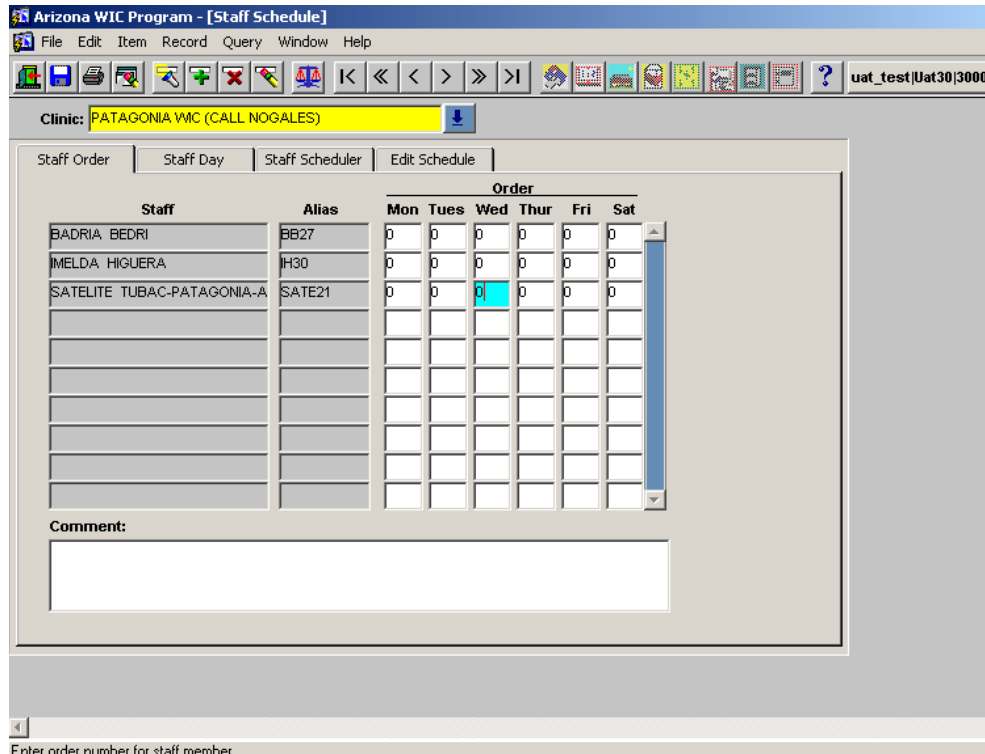 Arizona WIC Program - [Staff Schedule]
File Edit Item Record Query Window Help
? uat_test|Uat30|3000
Clinic: PATAGONIA WIC (CALL NOGALES)
Staff Order Staff Day Staff Scheduler Edit Schedule
Order
Staff Alias Mon Tues Wed Thur Fri Sat
BADRIA BEDRI BB27 0 0 0 0 0 0
IMELDA HIGUERA IH30 0 0 0 0 0 0
SATELITE TUBAC-PATAGONIA-A SATE21 0 0 0 0 0 0
Comment:
Enter order number for staff member